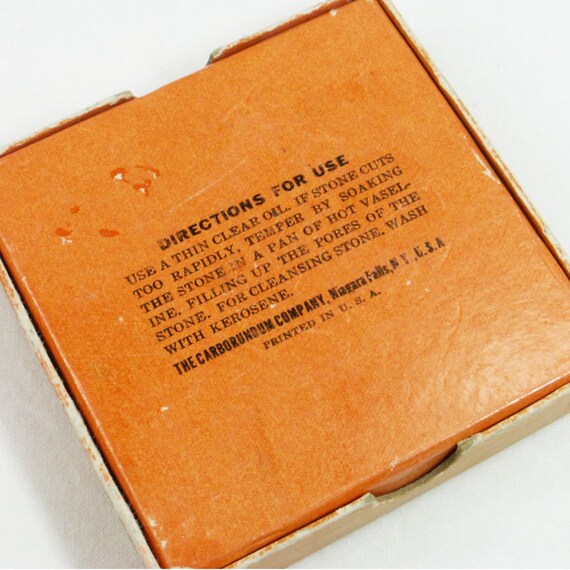 DIRECTIONS FOR USE
USE A THIN CLEAR OIL. IF STONE CUTS
TOO RAPIDLY, TEMPER BY SOAKING
THE STONE IN A PAN OF HOT VASEL-
INE, FILLING UP THE PORES OF THE
STONE. FOR CLEANSING STONE, WASH
WITH KEROSENE.
THE CARBORUNDUM COMPANY, Niagara Falls, N. Y., U. S. A.
PRINTED IN U. S. A.